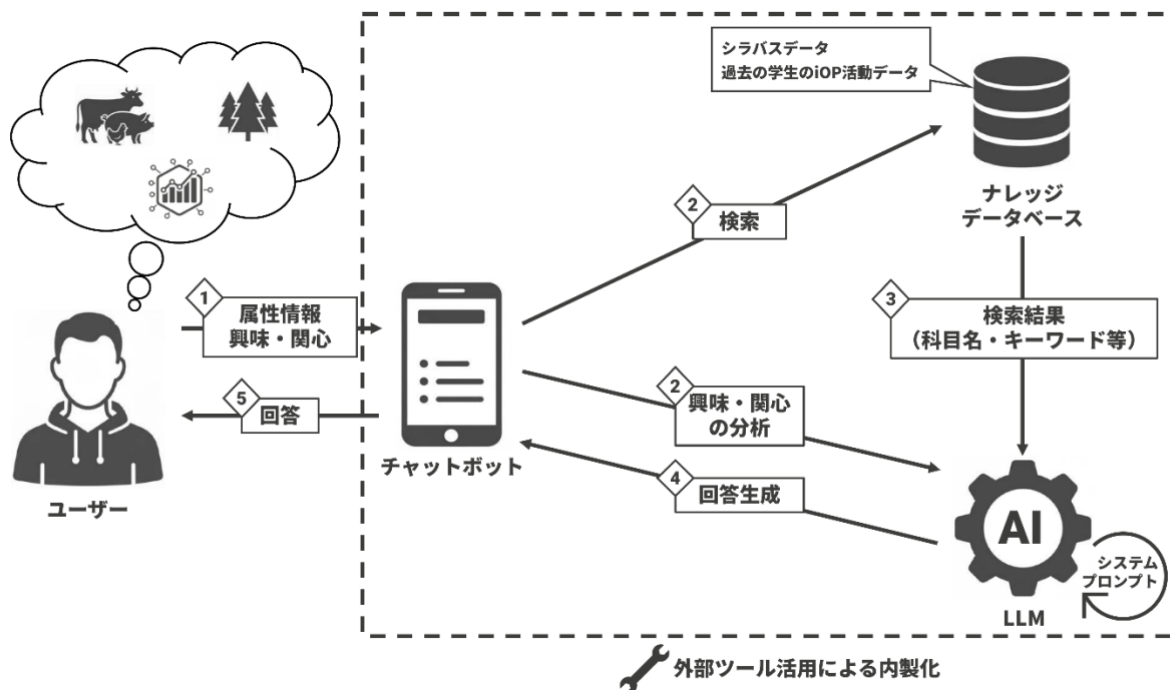 シラバスデータ
過去の学生のiOP活動データ
ナレッジ
データベース
2
検索
1
属性情報
興味・関心
3
検索結果
（科目名・キーワード等）
2
興味・関心
の分析
5
回答
チャットボット
4
回答生成
ユーザー
AI
システム
プロンプト
LLM
外部ツール活用による内製化